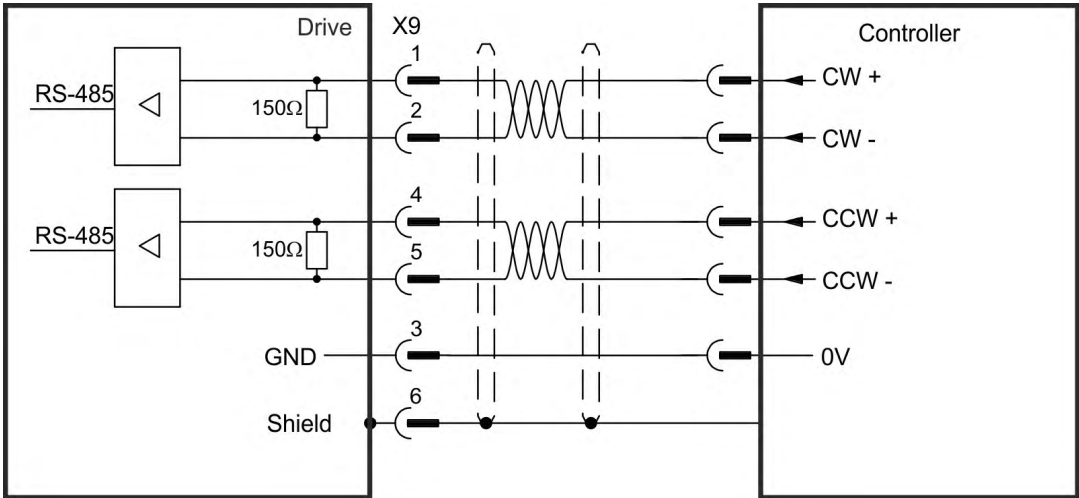 Drive
X9
Controller
1
CW +
RS-485
150Ω
2
CW -
4
CCW +
RS-485
150Ω
5
CCW -
3
GND
0V
6
Shield